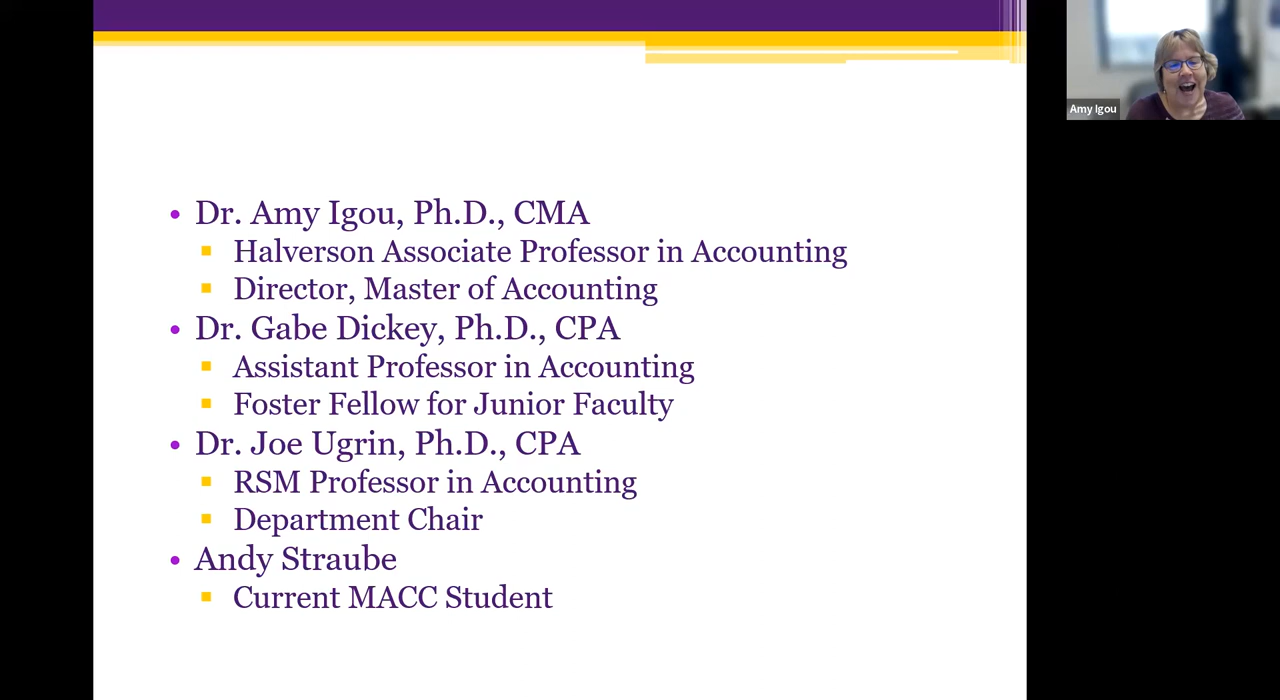 Dr. Amy Igou, Ph.D., CMA
Halverson Associate Professor in Accounting
Director, Master of Accounting
Dr. Gabe Dickey, Ph.D., CPA
Assistant Professor in Accounting
Foster Fellow for Junior Faculty
Dr. Joe Ugrin, Ph.D., CPA
RSM Professor in Accounting
Department Chair
Andy Straube
Current MACC Student
Amy Igou